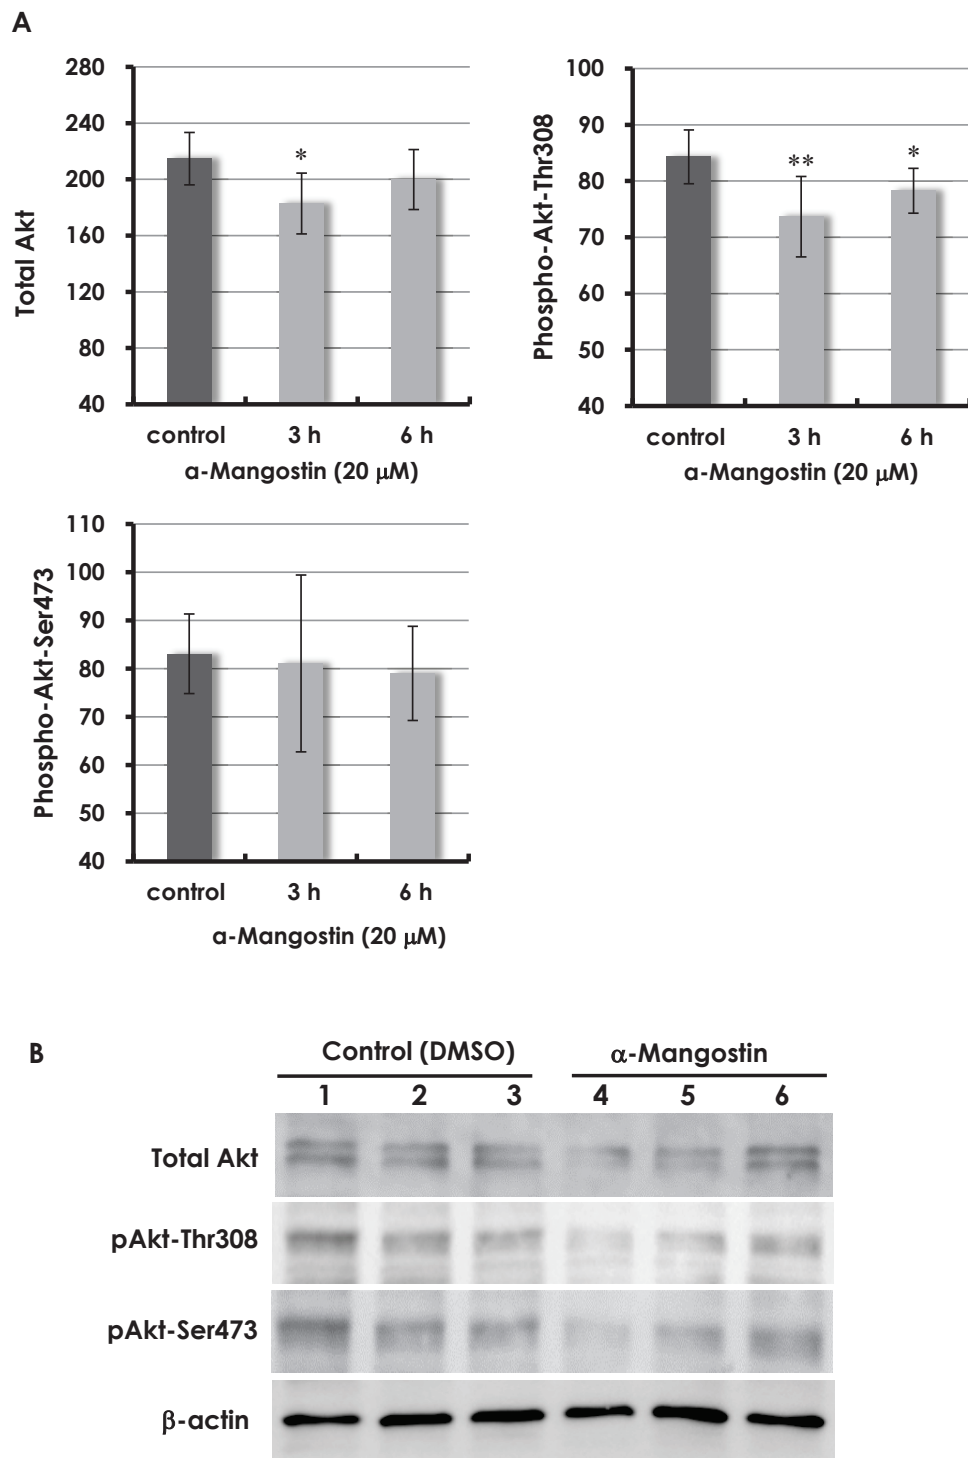 A
280
240
200
160
120
80
40
Total Akt
*
control 3 h 6 h
α-Mangostin (20 μM)
100
90
80
70
60
50
40
Phospho-Akt-Thr308
** *
control 3 h 6 h
α-Mangostin (20 μM)
110
100
90
80
70
60
50
40
Phospho-Akt-Ser473
control 3 h 6 h
α-Mangostin (20 μM)
B
Control (DMSO) α-Mangostin
1 2 3 4 5 6
Total Akt
pAkt-Thr308
pAkt-Ser473
β-actin